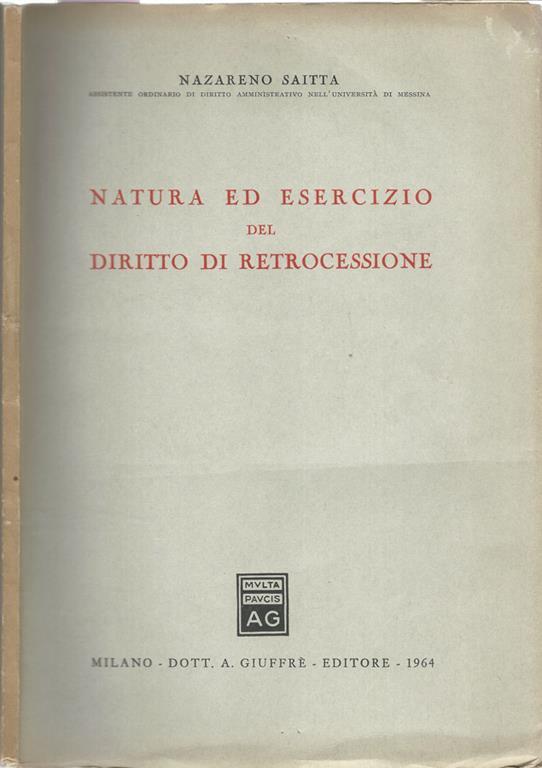 NAZARENO SAITTA
ASSISTENTE ORDINARIO DI DIRITTO AMMINISTRATIVO NELL'UNIVERSITÀ DI MESSINA
NATURA ED ESERCIZIO
DEL
DIRITTO DI RETROCESSIONE
MVLTA
PAVCIS
AG
MILANO - DOTT. A. GIUFFRÈ - EDITORE - 1964